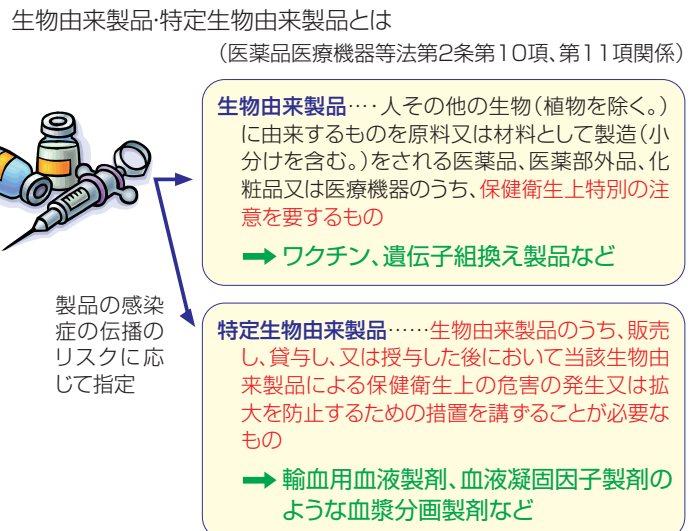 生物由来製品・特定生物由来製品とは
(医薬品医療機器等法第2条第10項、第11項関係)
生物由来製品‥‥人その他の生物(植物を除く。)
に由来するものを原料又は材料として製造(小
分けを含む。)をされる医薬品、医薬部外品、化
粧品又は医療機器のうち、保健衛生上特別の注
意を要するもの
➡ ワクチン、遺伝子組換え製品など
製品の感染
症の伝播の
リスクに応
じて指定
特定生物由来製品……生物由来製品のうち、販売
し、貸与し、又は授与した後において当該生物由
来製品による保健衛生上の危害の発生又は拡
大を防止するための措置を講ずることが必要な
もの
➡ 輸血用血液製剤、血液凝固因子製剤の
ような血漿分画製剤など